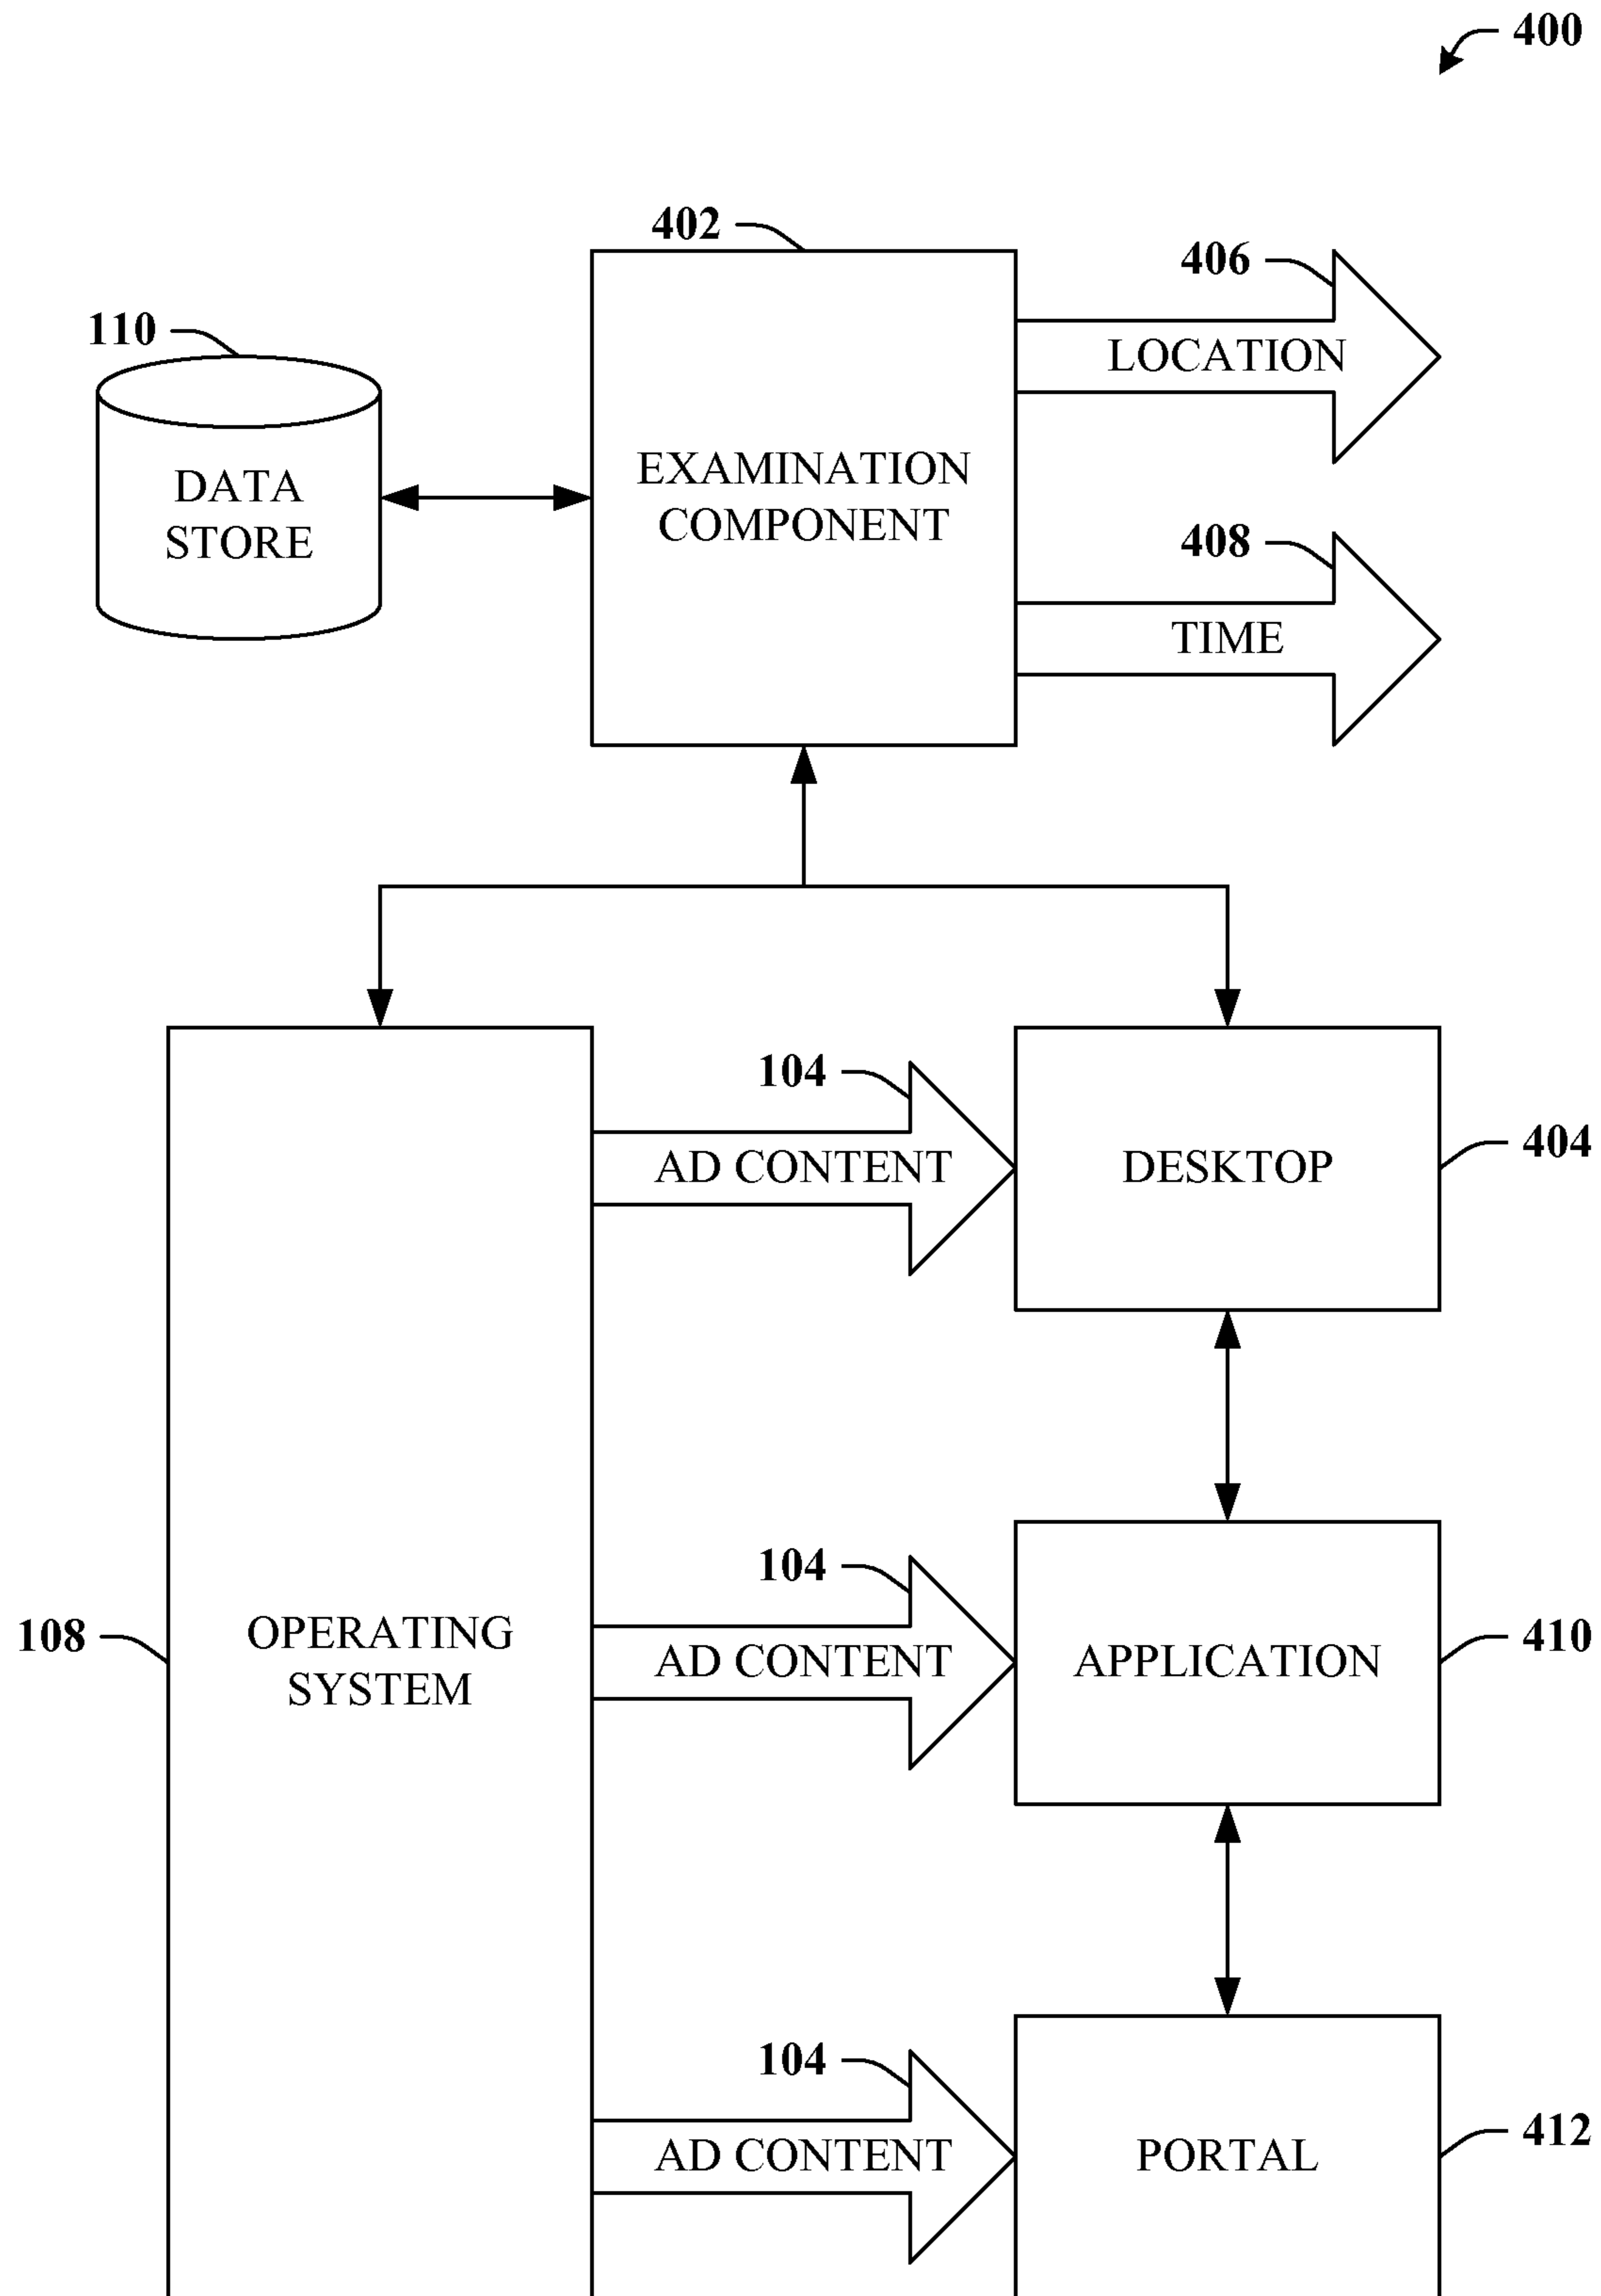 400
402
406
110
LOCATION
EXAMINATION
COMPONENT
DATA
STORE
408
TIME
104
AD CONTENT
DESKTOP
404
104
108
OPERATING
SYSTEM
AD CONTENT
APPLICATION
410
104
AD CONTENT
PORTAL
412